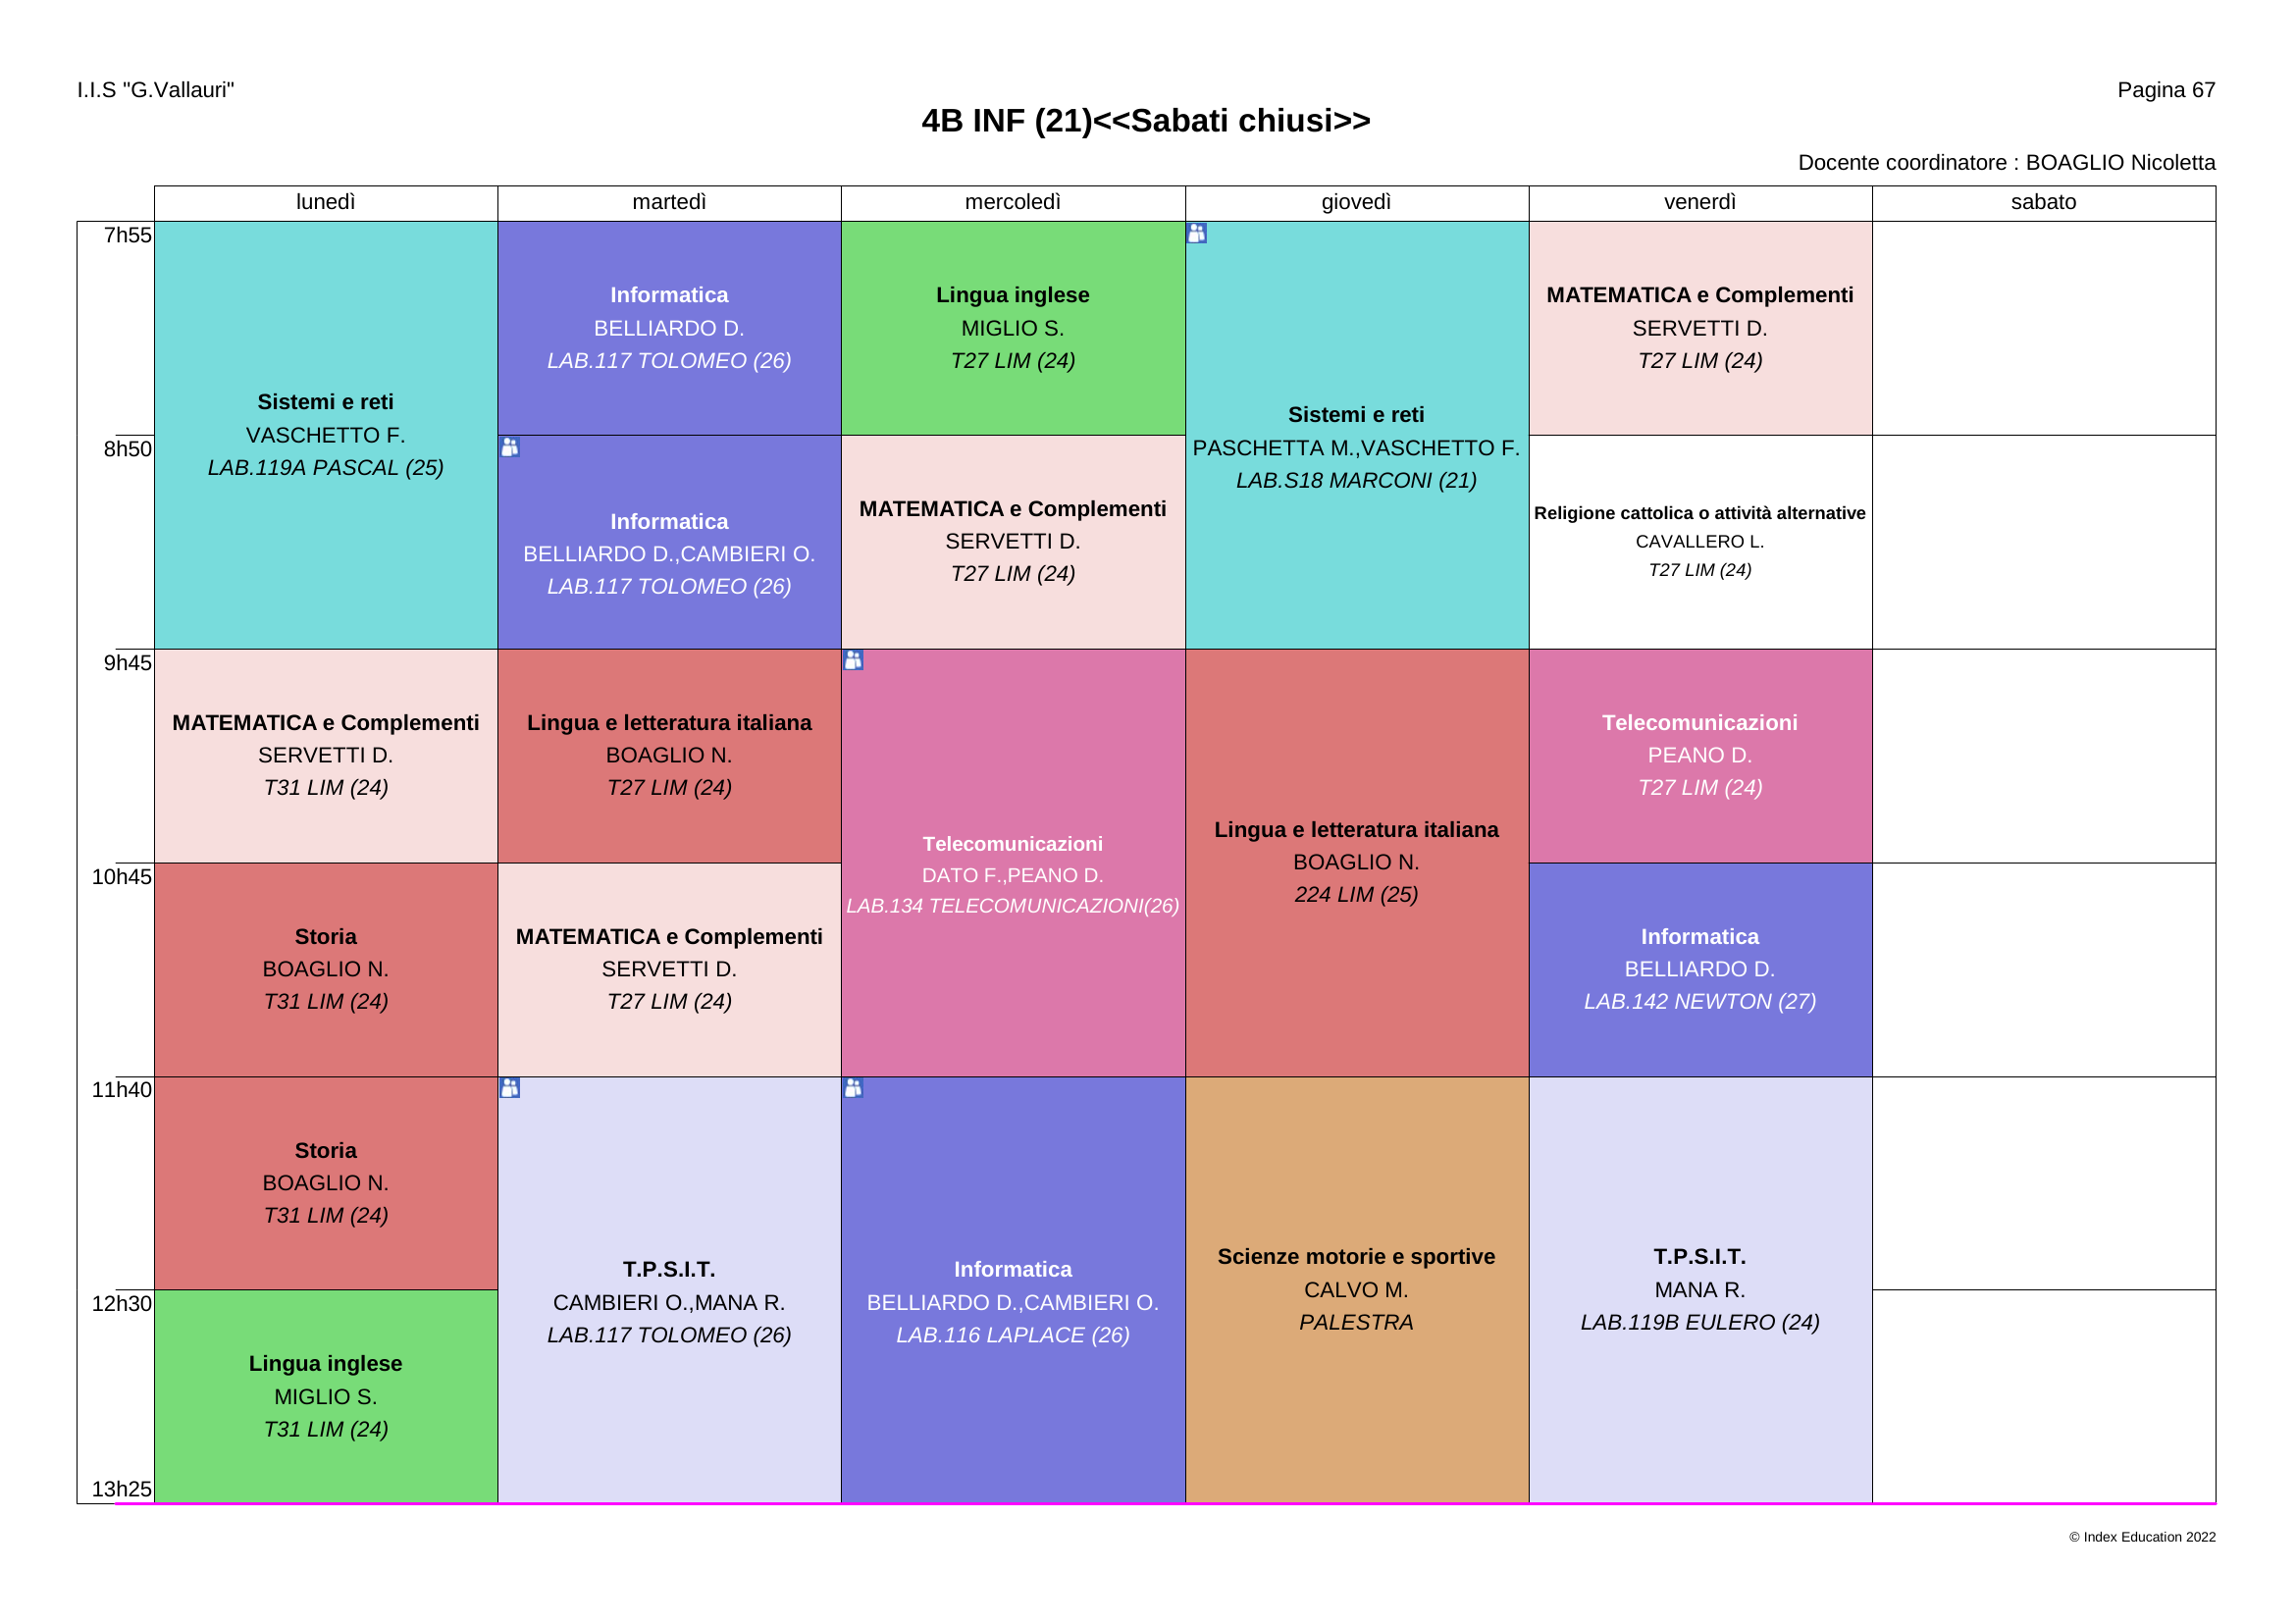 I.I.S "G.Vallauri"
Pagina 67
4B INF (21)<<Sabati chiusi>>
Docente coordinatore : BOAGLIO Nicoletta
lunedì
martedì
mercoledì
giovedì
venerdì
sabato
7h55
8h50
9h45
10h45
11h40
12h30
13h25
Sistemi e reti
VASCHETTO F.
LAB.119A PASCAL (25)
MATEMATICA e Complementi
SERVETTI D.
T31 LIM (24)
Storia
BOAGLIO N.
T31 LIM (24)
Storia
BOAGLIO N.
T31 LIM (24)
Lingua inglese
MIGLIO S.
T31 LIM (24)
Informatica
BELLIARDO D.
LAB.117 TOLOMEO (26)
Informatica
BELLIARDO D.,CAMBIERI O.
LAB.117 TOLOMEO (26)
Lingua e letteratura italiana
BOAGLIO N.
T27 LIM (24)
MATEMATICA e Complementi
SERVETTI D.
T27 LIM (24)
T.P.S.I.T.
CAMBIERI O.,MANA R.
LAB.117 TOLOMEO (26)
Lingua inglese
MIGLIO S.
T27 LIM (24)
MATEMATICA e Complementi
SERVETTI D.
T27 LIM (24)
Telecomunicazioni
DATO F.,PEANO D.
LAB.134 TELECOMUNICAZIONI(26)
Informatica
BELLIARDO D.,CAMBIERI O.
LAB.116 LAPLACE (26)
Sistemi e reti
PASCHETTA M.,VASCHETTO F.
LAB.S18 MARCONI (21)
Lingua e letteratura italiana
BOAGLIO N.
224 LIM (25)
Scienze motorie e sportive
CALVO M.
PALESTRA
MATEMATICA e Complementi
SERVETTI D.
T27 LIM (24)
Religione cattolica o attività alternative
CAVALLERO L.
T27 LIM (24)
Telecomunicazioni
PEANO D.
T27 LIM (24)
Informatica
BELLIARDO D.
LAB.142 NEWTON (27)
T.P.S.I.T.
MANA R.
LAB.119B EULERO (24)
© Index Education 2022